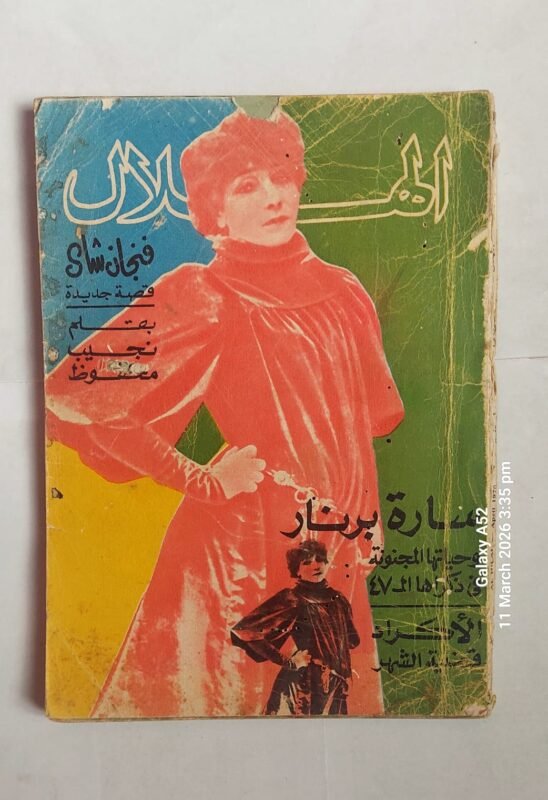 الهلال
فنجان شاي
قصة جديدة
بقلم
نجيب
محفوظ
سارة برنار
وحياتها المجنونة
في ذكراها الـ ٤٧
الأكراد
قضية الشهر
Galaxy A52
11 March 2026 3:35 pm